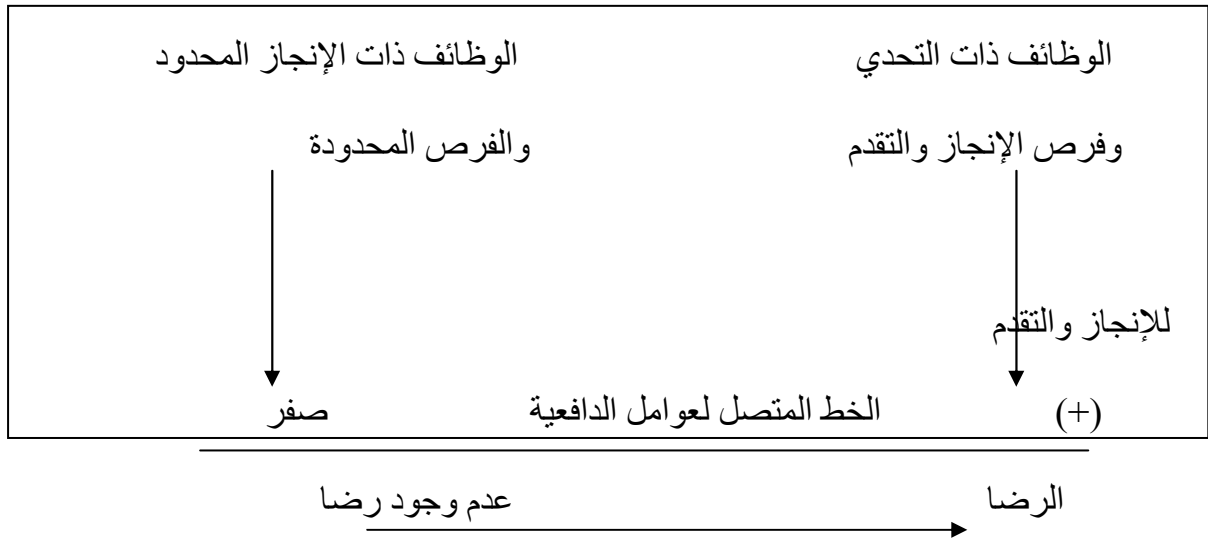 الوظائف ذات التحدي الوظائف ذات الإنجاز المحدود
وفرص الإنجاز والتقدم والفرص المحدودة
للإنجاز والتقدم
(+) الخط المتصل لعوامل الدافعية صفر
الرضا عدم وجود رضا